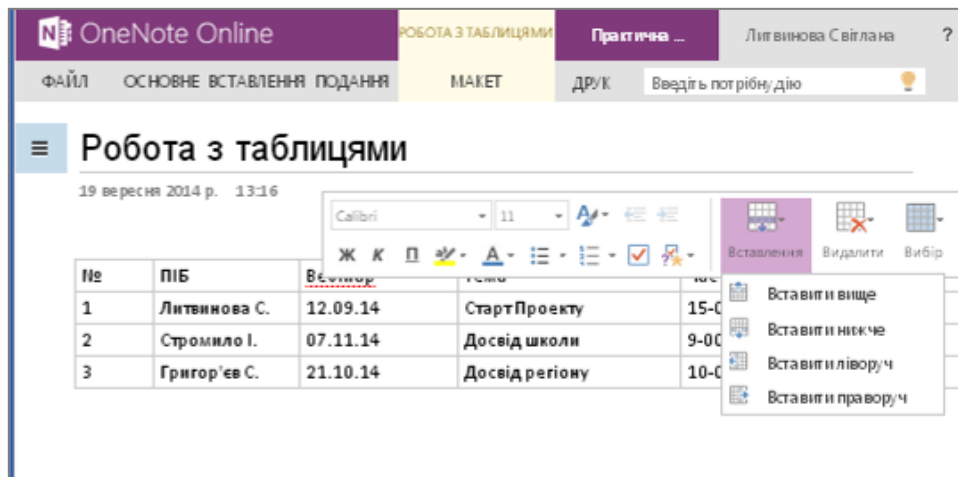 OneNote Online РОБОТА З ТАБЛИЦЯМИ Практична ... Литвинова Світлана ?
ФАЙЛ ОСНОВНЕ ВСТАВЛЕННЯ ПОДАННЯ МАКЕТ ДРУК Введіть потрібну дію
Робота з таблицями
19 вересня 2014 р. 13:16
Calibri 11
Ж К П А
Вставлення Видалити Вибір
Вставити вище
Вставити нижче
Вставити ліворуч
Вставити праворуч
№ ПІБ
1 Литвинова С. 12.09.14 Старт Проекту
2 Стромило І. 07.11.14 Досвід школи
3 Григор'єв С. 21.10.14 Досвід регіону